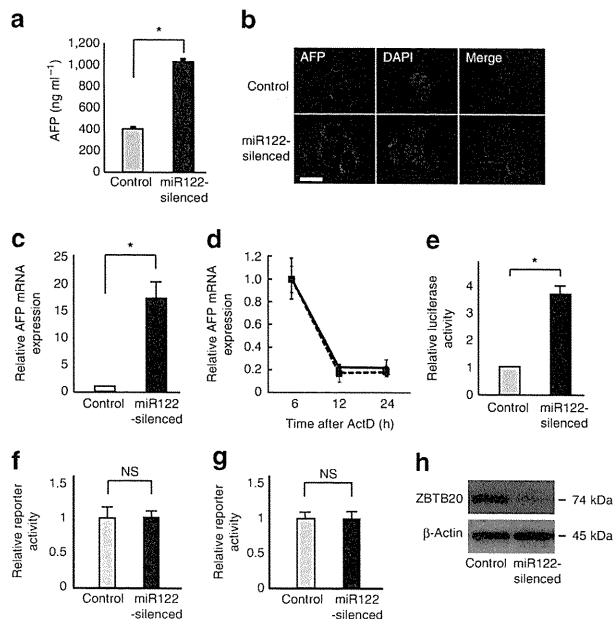 a
*
AFP (ng ml⁻¹)
1,200
1,000
800
600
400
200
0
Control
miR122-silenced
b
AFP
DAPI
Merge
Control
miR122-silenced
c
*
Relative AFP mRNA expression
25
20
15
10
5
0
Control
miR122
-silenced
d
Relative AFP mRNA expression
1.2
1.0
0.8
0.6
0.4
0.2
0
6
12
24
Time after ActD (h)
e
*
Relative luciferase activity
4
3
2
1
0
Control
miR122-silenced
f
NS
Relative reporter activity
1.5
1
0.5
0
Control
miR122
-silenced
g
NS
Relative reporter activity
1.5
1
0.5
0
Control
miR122
-silenced
h
ZBTB20
– 74 kDa
β-Actin
– 45 kDa
Control
miR122-silenced